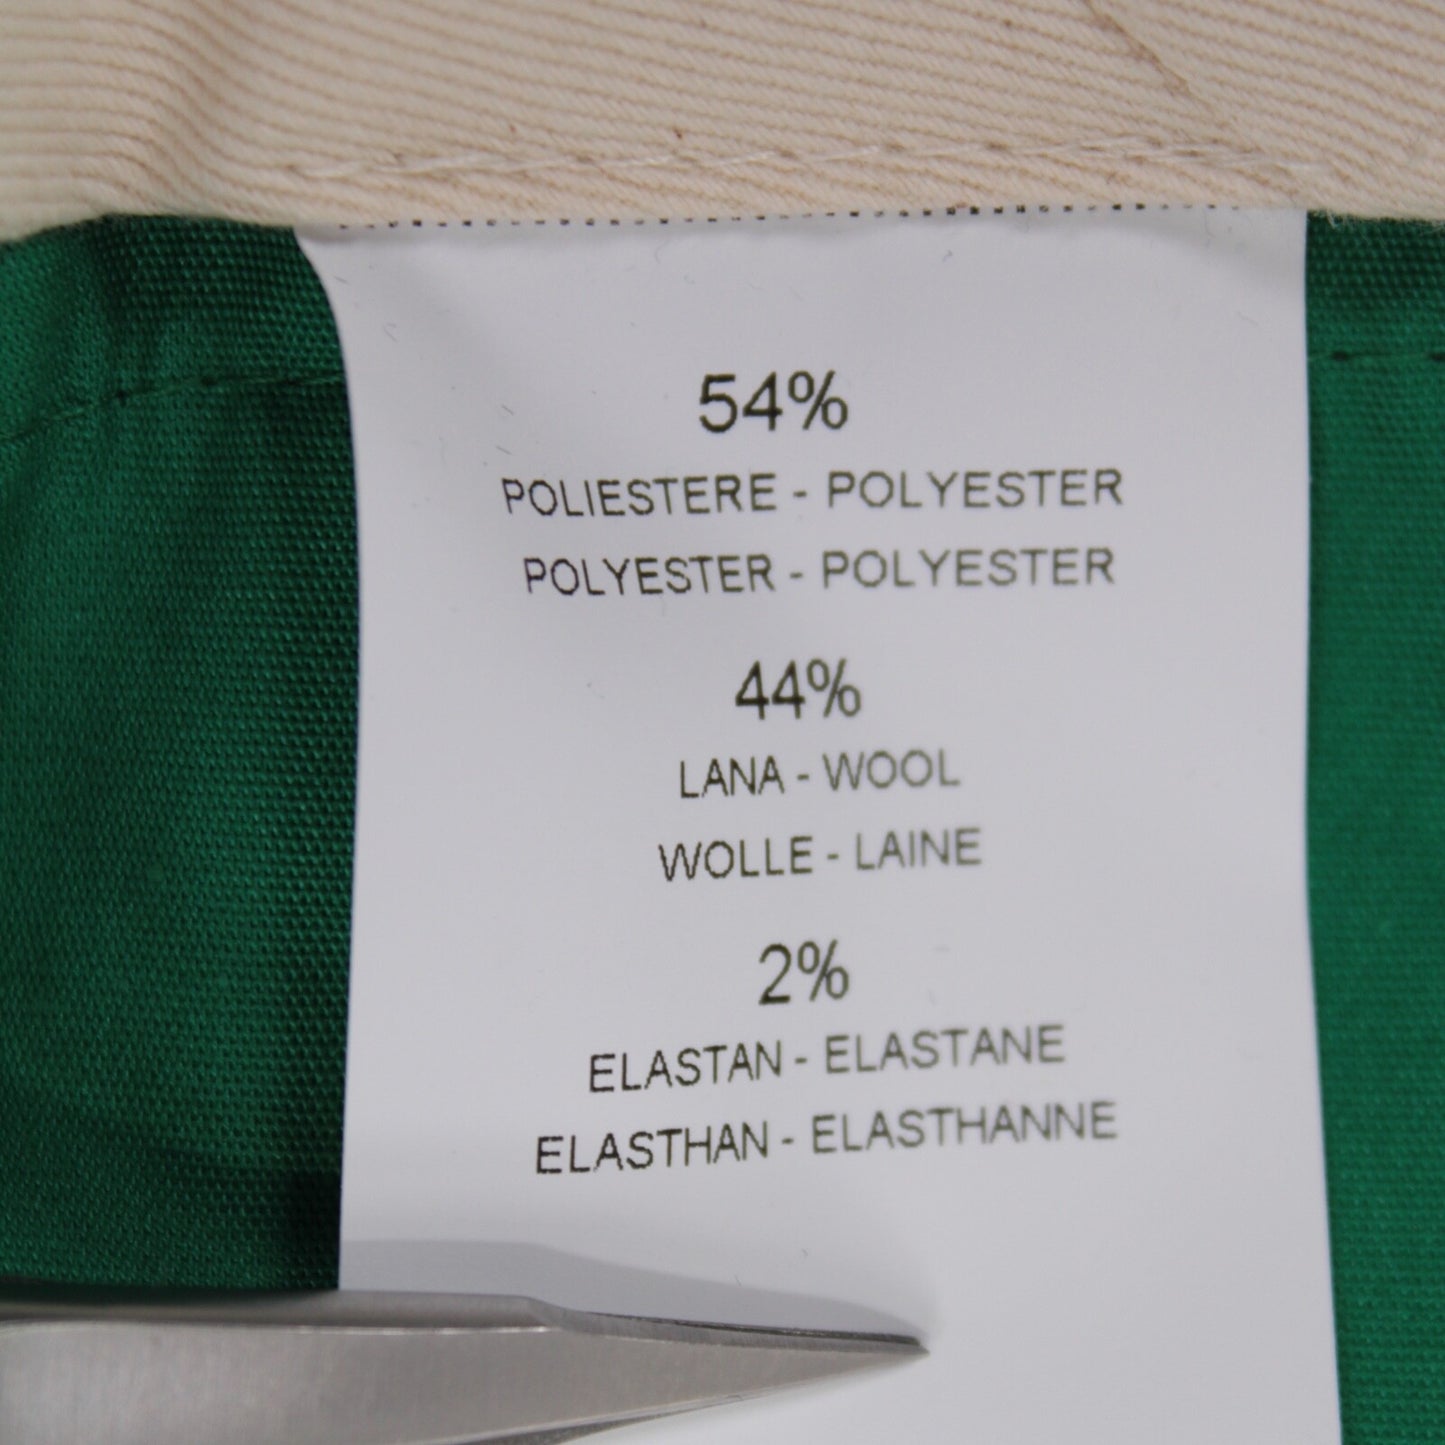 54%
POLIESTERE - POLYESTER
POLYESTER - POLYESTER
44%
LANA - WOOL
WOLLE - LAINE
2%
ELASTAN - ELASTANE
ELASTHAN - ELASTHANNE